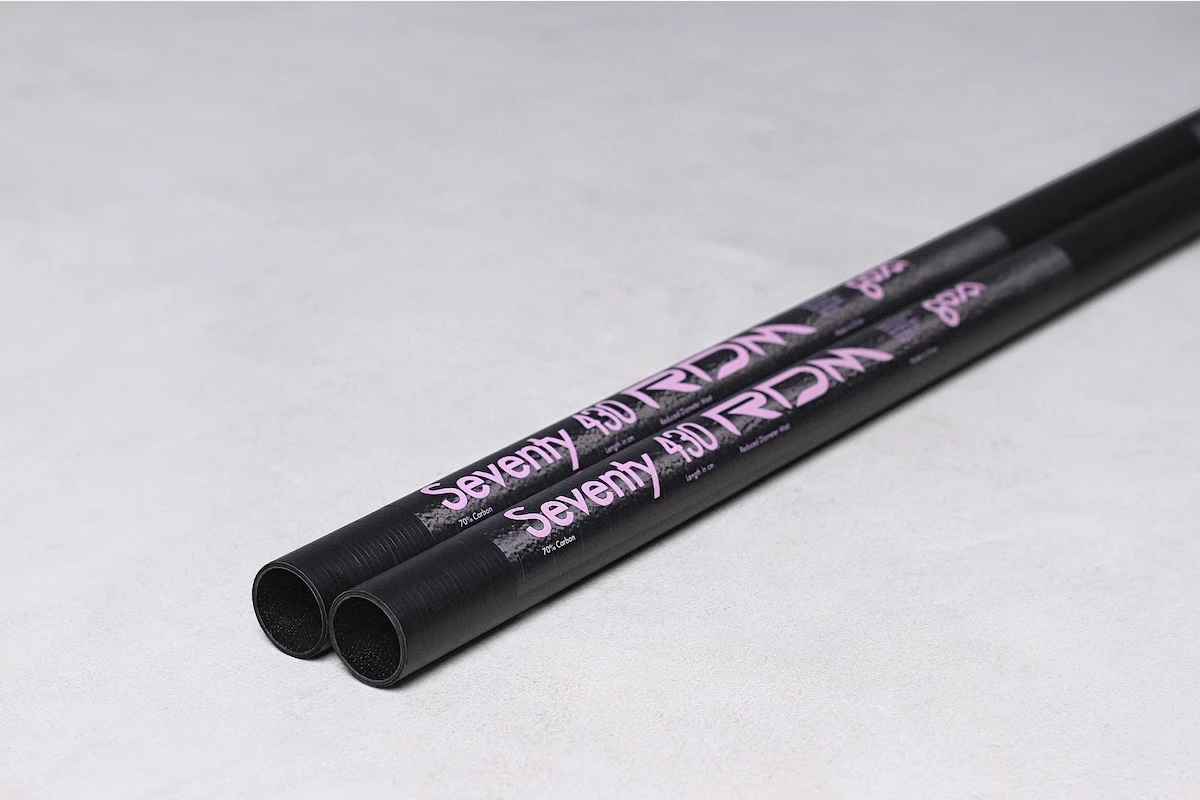 Seventy 430 RDM
70% Carbon
Length in cm
Reduced Diameter Mast
Seventy 430 RDM
70% Carbon
Length in cm
Reduced Diameter Mast